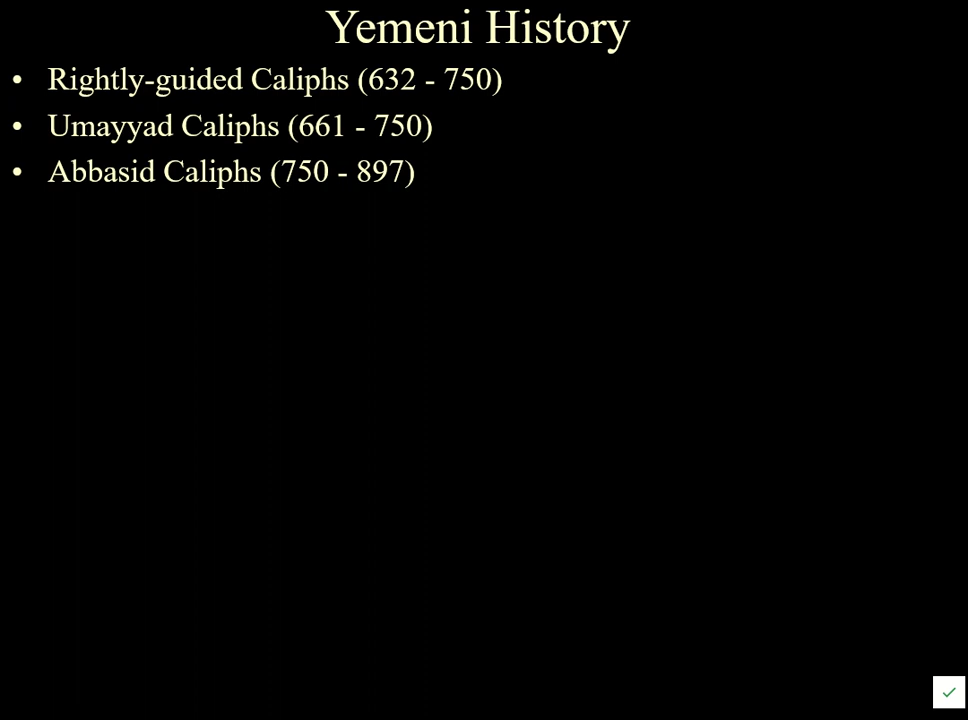 Yemeni History
• Rightly-guided Caliphs (632 - 750)
• Umayyad Caliphs (661 - 750)
• Abbasid Caliphs (750 - 897)